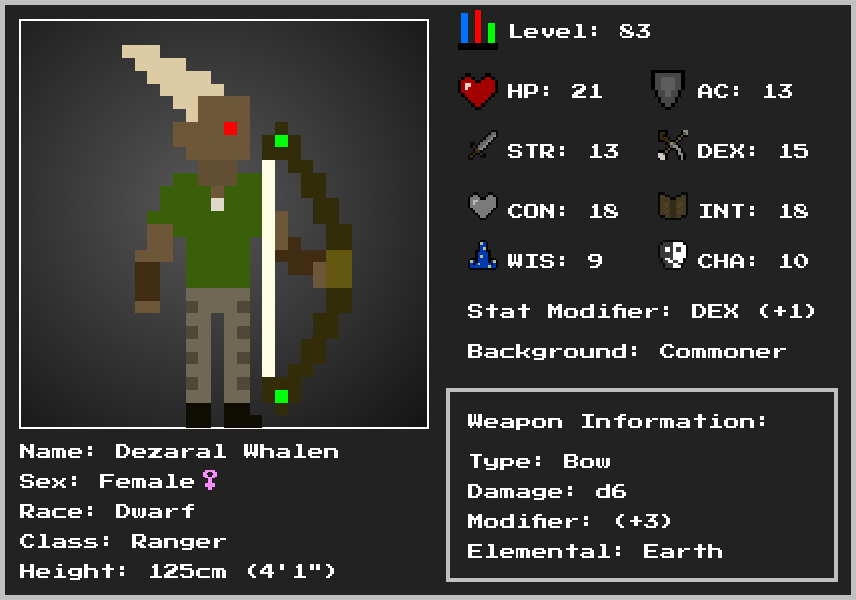 Level: 83
HP: 21
AC: 13
STR: 13
DEX: 15
CON: 18
INT: 18
WIS: 9
CHA: 10
Stat Modifier: DEX (+1)
Background: Commoner
Weapon Information:
Type: Bow
Damage: d6
Modifier: (+3)
Elemental: Earth
Name: Dezaral Whalen
Sex: Female♀
Race: Dwarf
Class: Ranger
Height: 125cm (4'1")